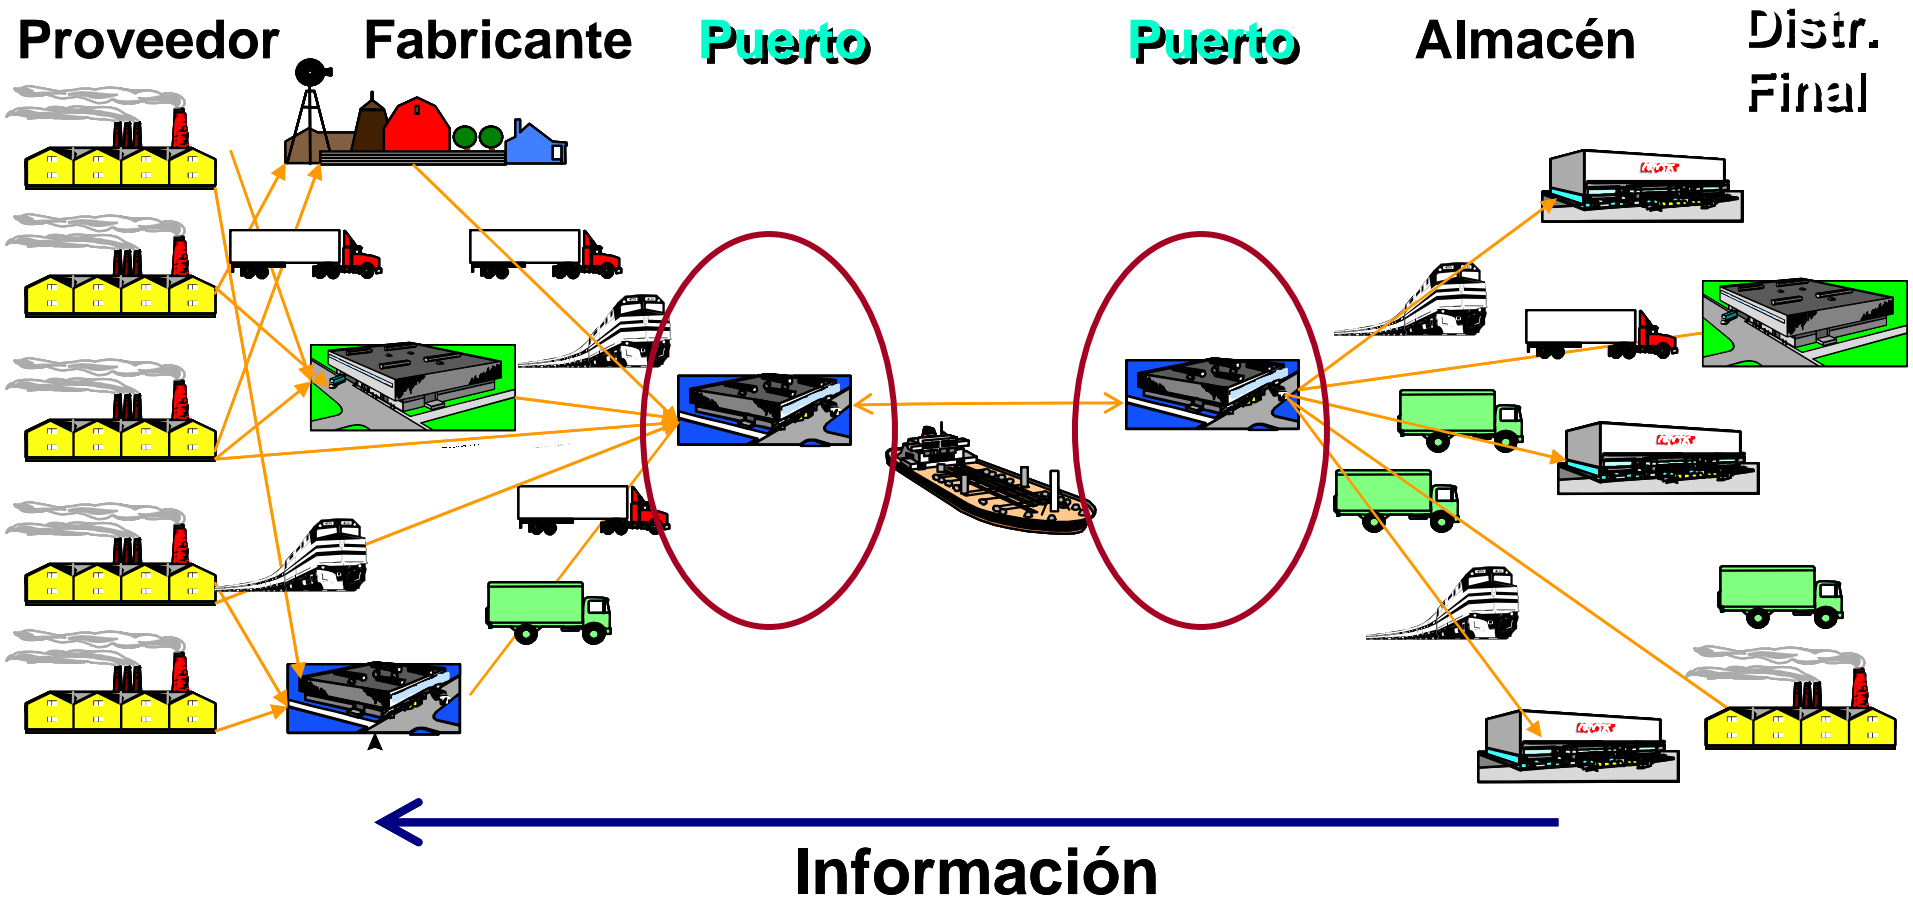 Proveedor
Fabricante
Puerto
Puerto
Almacén
Distr.
Final
Información